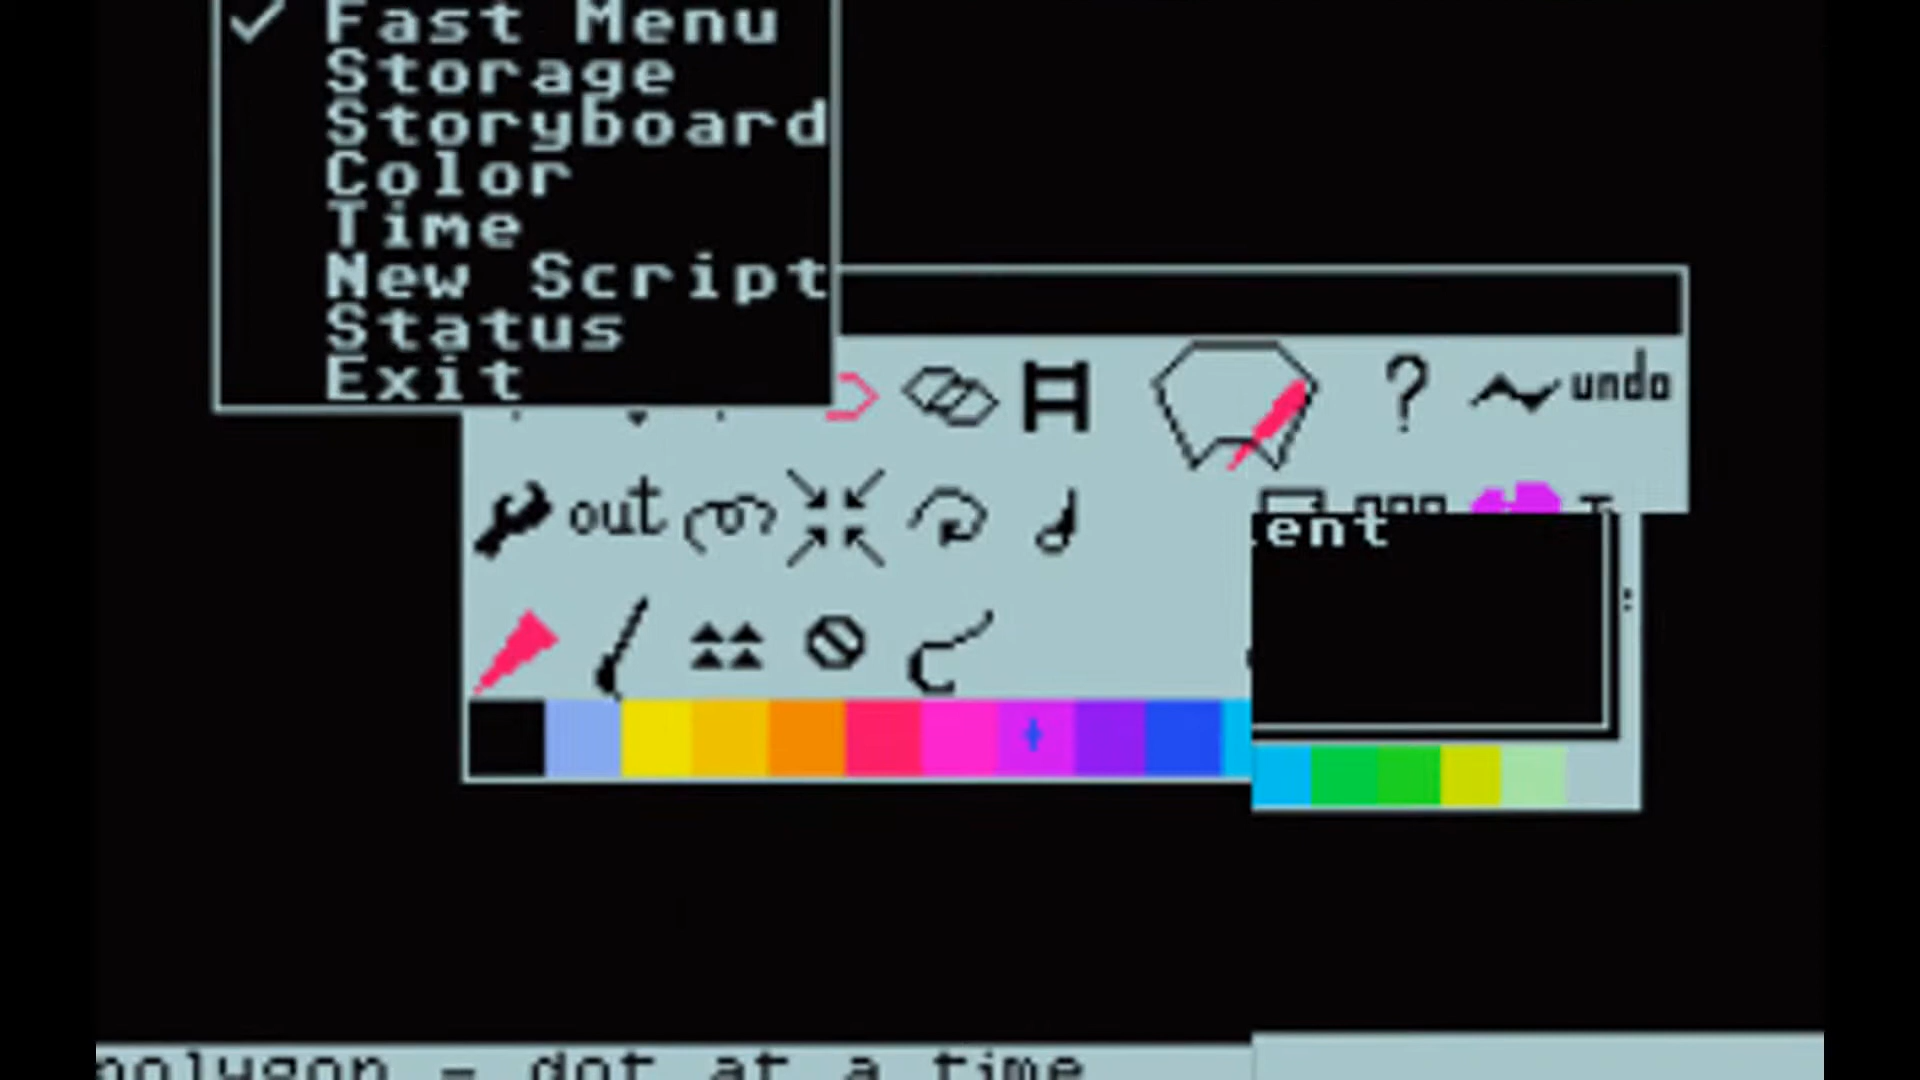 Fast Menu
Storage
Storyboard
Color
Time
New Script
Status
Exit
? undo
out
ent
polygon - dot at a time